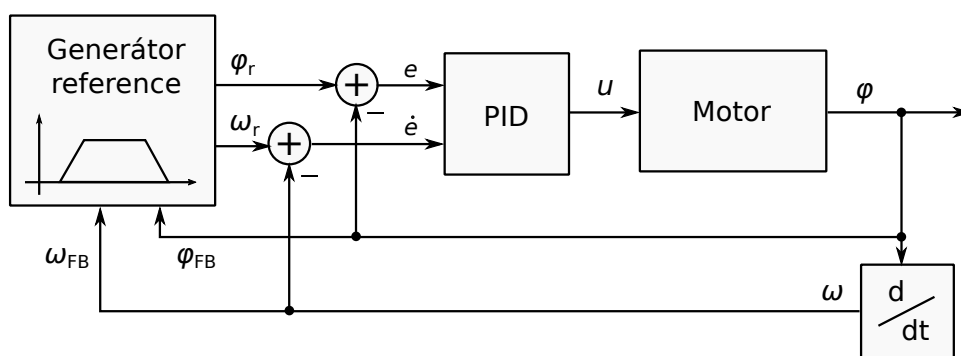 Generátor
reference
φr
ωr
+
−
+
−
e
ė
PID
u
Motor
φ
ωFB
φFB
ω
d
dt